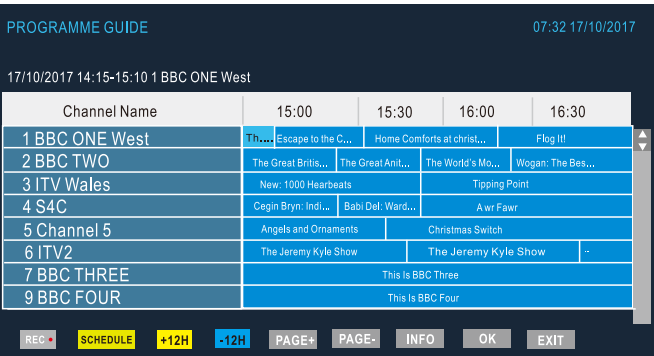 PROGRAMME GUIDE 07:32 17/10/2017
17/10/2017 14:15-15:10 1 BBC ONE West
Channel Name 15:00 15:30 16:00 16:30
1 BBC ONE West Th.... Escape to the C... Home Comforts at christ... Flog It!
2 BBC TWO The Great Britis... The Great Anit... The World's Mo... Wogan: The Bes...
3 ITV Wales New: 1000 Hearbeats Tipping Point
4 S4C Cegin Bryn: Indi... Babi Del: Ward... A wr Fawr
5 Channel 5 Angels and Ornaments Christmas Switch
6 ITV2 The Jeremy Kyle Show The Jeremy Kyle Show ..
7 BBC THREE This Is BBC Three
9 BBC FOUR This Is BBC Four
REC • SCHEDULE +12H -12H PAGE+ PAGE- INFO OK EXIT